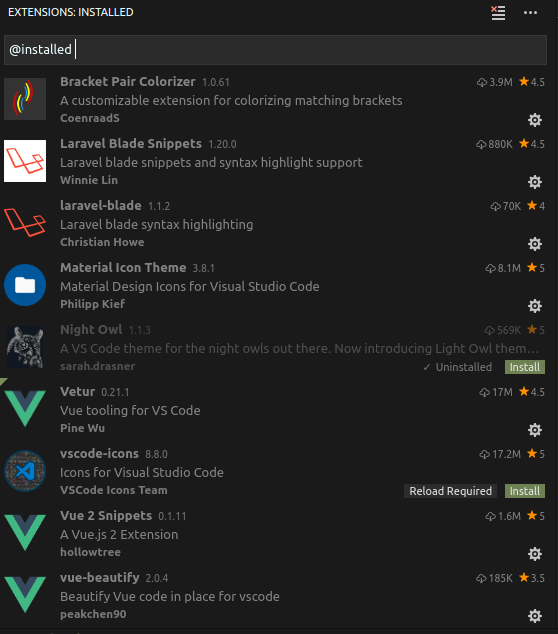 EXTENSIONS: INSTALLED
@installed
Bracket Pair Colorizer 1.0.61 3.9M ★4.5
A customizable extension for colorizing matching brackets
CoenraadS
Laravel Blade Snippets 1.20.0 880K ★4.5
Laravel blade snippets and syntax highlight support
Winnie Lin
laravel-blade 1.1.2 70K ★4
Laravel blade syntax highlighting
Christian Howe
Material Icon Theme 3.8.1 8.1M ★5
Material Design Icons for Visual Studio Code
Philipp Kief
Night Owl 1.1.3 569K ★5
A VS Code theme for the night owls out there. Now introducing Light Owl them…
sarah.drasner ✓ Uninstalled Install
Vetur 0.21.1 17M ★4.5
Vue tooling for VS Code
Pine Wu
vscode-icons 8.8.0 17.2M ★5
Icons for Visual Studio Code
VSCode Icons Team Reload Required Install
Vue 2 Snippets 0.1.11 1.6M ★5
A Vue.js 2 Extension
hollowtree
vue-beautify 2.0.4 185K ★3.5
Beautify Vue code in place for vscode
peakchen90